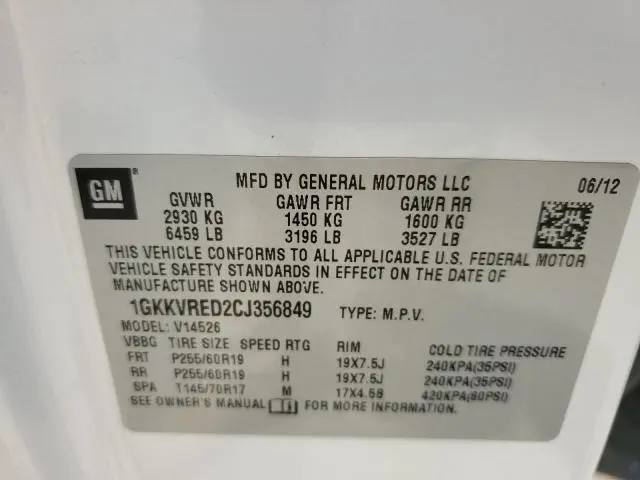 GM
MFD BY GENERAL MOTORS LLC 06/12
GVWR GAWR FRT GAWR RR
2930 KG 1450 KG 1600 KG
6459 LB 3196 LB 3527 LB
THIS VEHICLE CONFORMS TO ALL APPLICABLE U.S. FEDERAL MOTOR
VEHICLE SAFETY STANDARDS IN EFFECT ON THE DATE OF
MANUFACTURE SHOWN ABOVE.
1GKKVRED2CJ356849 TYPE: M.P.V.
MODEL: V14526
VBBG TIRE SIZE SPEED RTG RIM COLD TIRE PRESSURE
FRT P255/60R19 H 19X7.5J 240KPA(35PSI)
RR P255/60R19 H 19X7.5J 240KPA(35PSI)
SPA T145/70R17 M 17X4.5B 420KPA(60PSI)
SEE OWNER'S MANUAL FOR MORE INFORMATION.